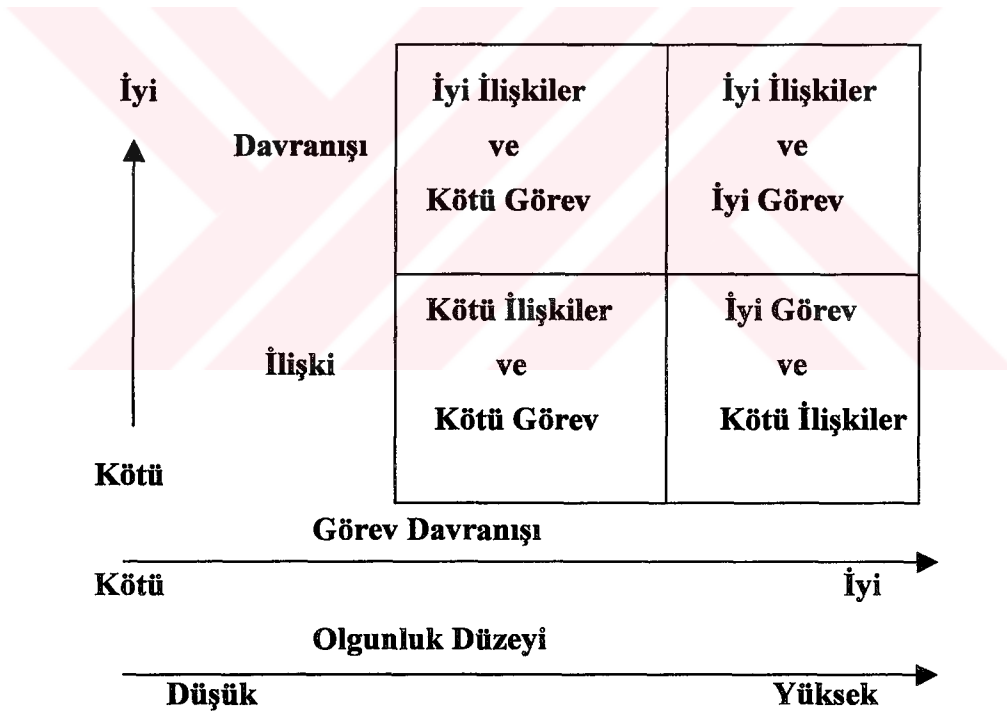 İyi
Davranışı
İyi İlişkiler
ve
Kötü Görev
İyi İlişkiler
ve
İyi Görev
İlişki
Kötü İlişkiler
ve
Kötü Görev
İyi Görev
ve
Kötü İlişkiler
Kötü
Görev Davranışı
Kötü
İyi
Olgunluk Düzeyi
Düşük
Yüksek